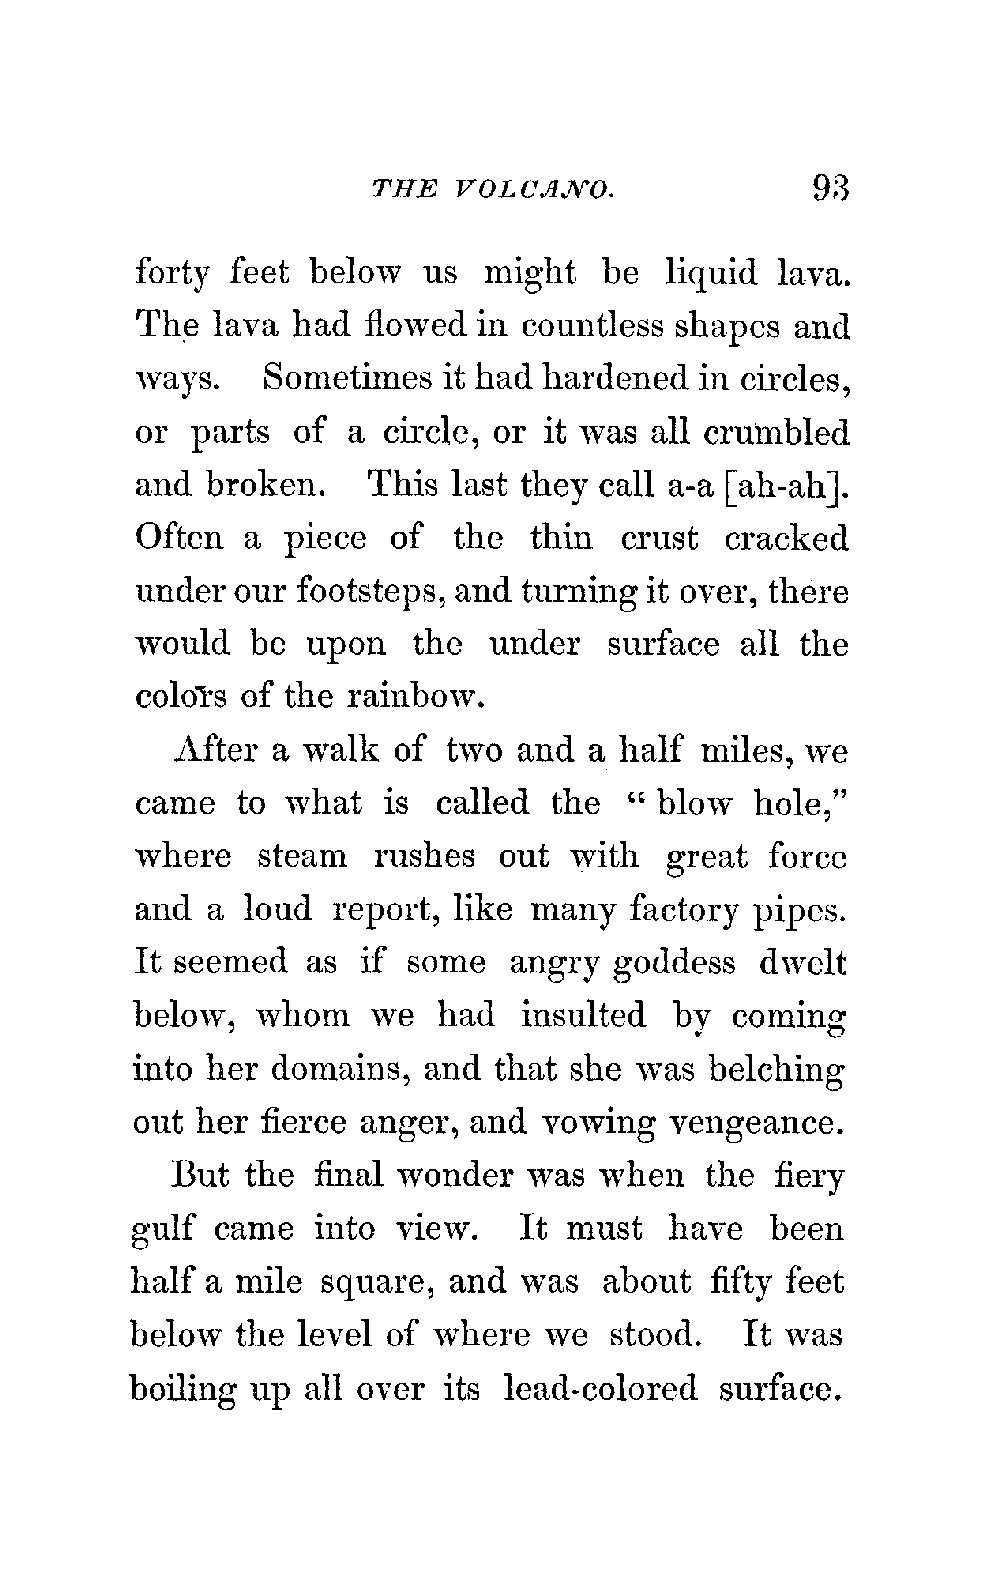 THE VOLCANO. 93
forty feet below us might be liquid lava.
The lava had flowed in countless shapes and
ways. Sometimes it had hardened in circles,
or parts of a circle, or it was all crumbled
and broken. This last they call a-a [ah-ah].
Often a piece of the thin crust cracked
under our footsteps, and turning it over, there
would be upon the under surface all the
colors of the rainbow.
After a walk of two and a half miles, we
came to what is called the “ blow hole,”
where steam rushes out with great force
and a loud report, like many factory pipes.
It seemed as if some angry goddess dwelt
below, whom we had insulted by coming
into her domains, and that she was belching
out her fierce anger, and vowing vengeance.
But the final wonder was when the fiery
gulf came into view. It must have been
half a mile square, and was about fifty feet
below the level of where we stood. It was
boiling up all over its lead-colored surface.